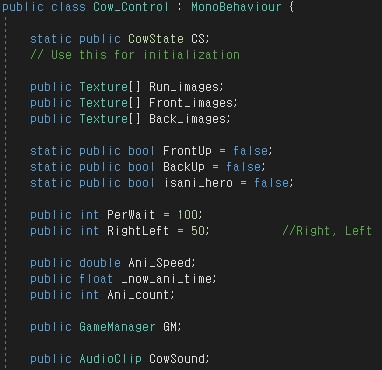 public class Cow_Control : MonoBehaviour {
static public CowState CS;
// Use this for initialization
public Texture[] Run_images;
public Texture[] Front_images;
public Texture[] Back_images;
static public bool FrontUp = false;
static public bool BackUp = false;
static public bool isani_hero = false;
public int PerWait = 100;
public int RightLeft = 50; //Right, Left
public double Ani_Speed;
public float _now_ani_time;
public int Ani_count;
public GameManager GM;
public AudioClip CowSound;